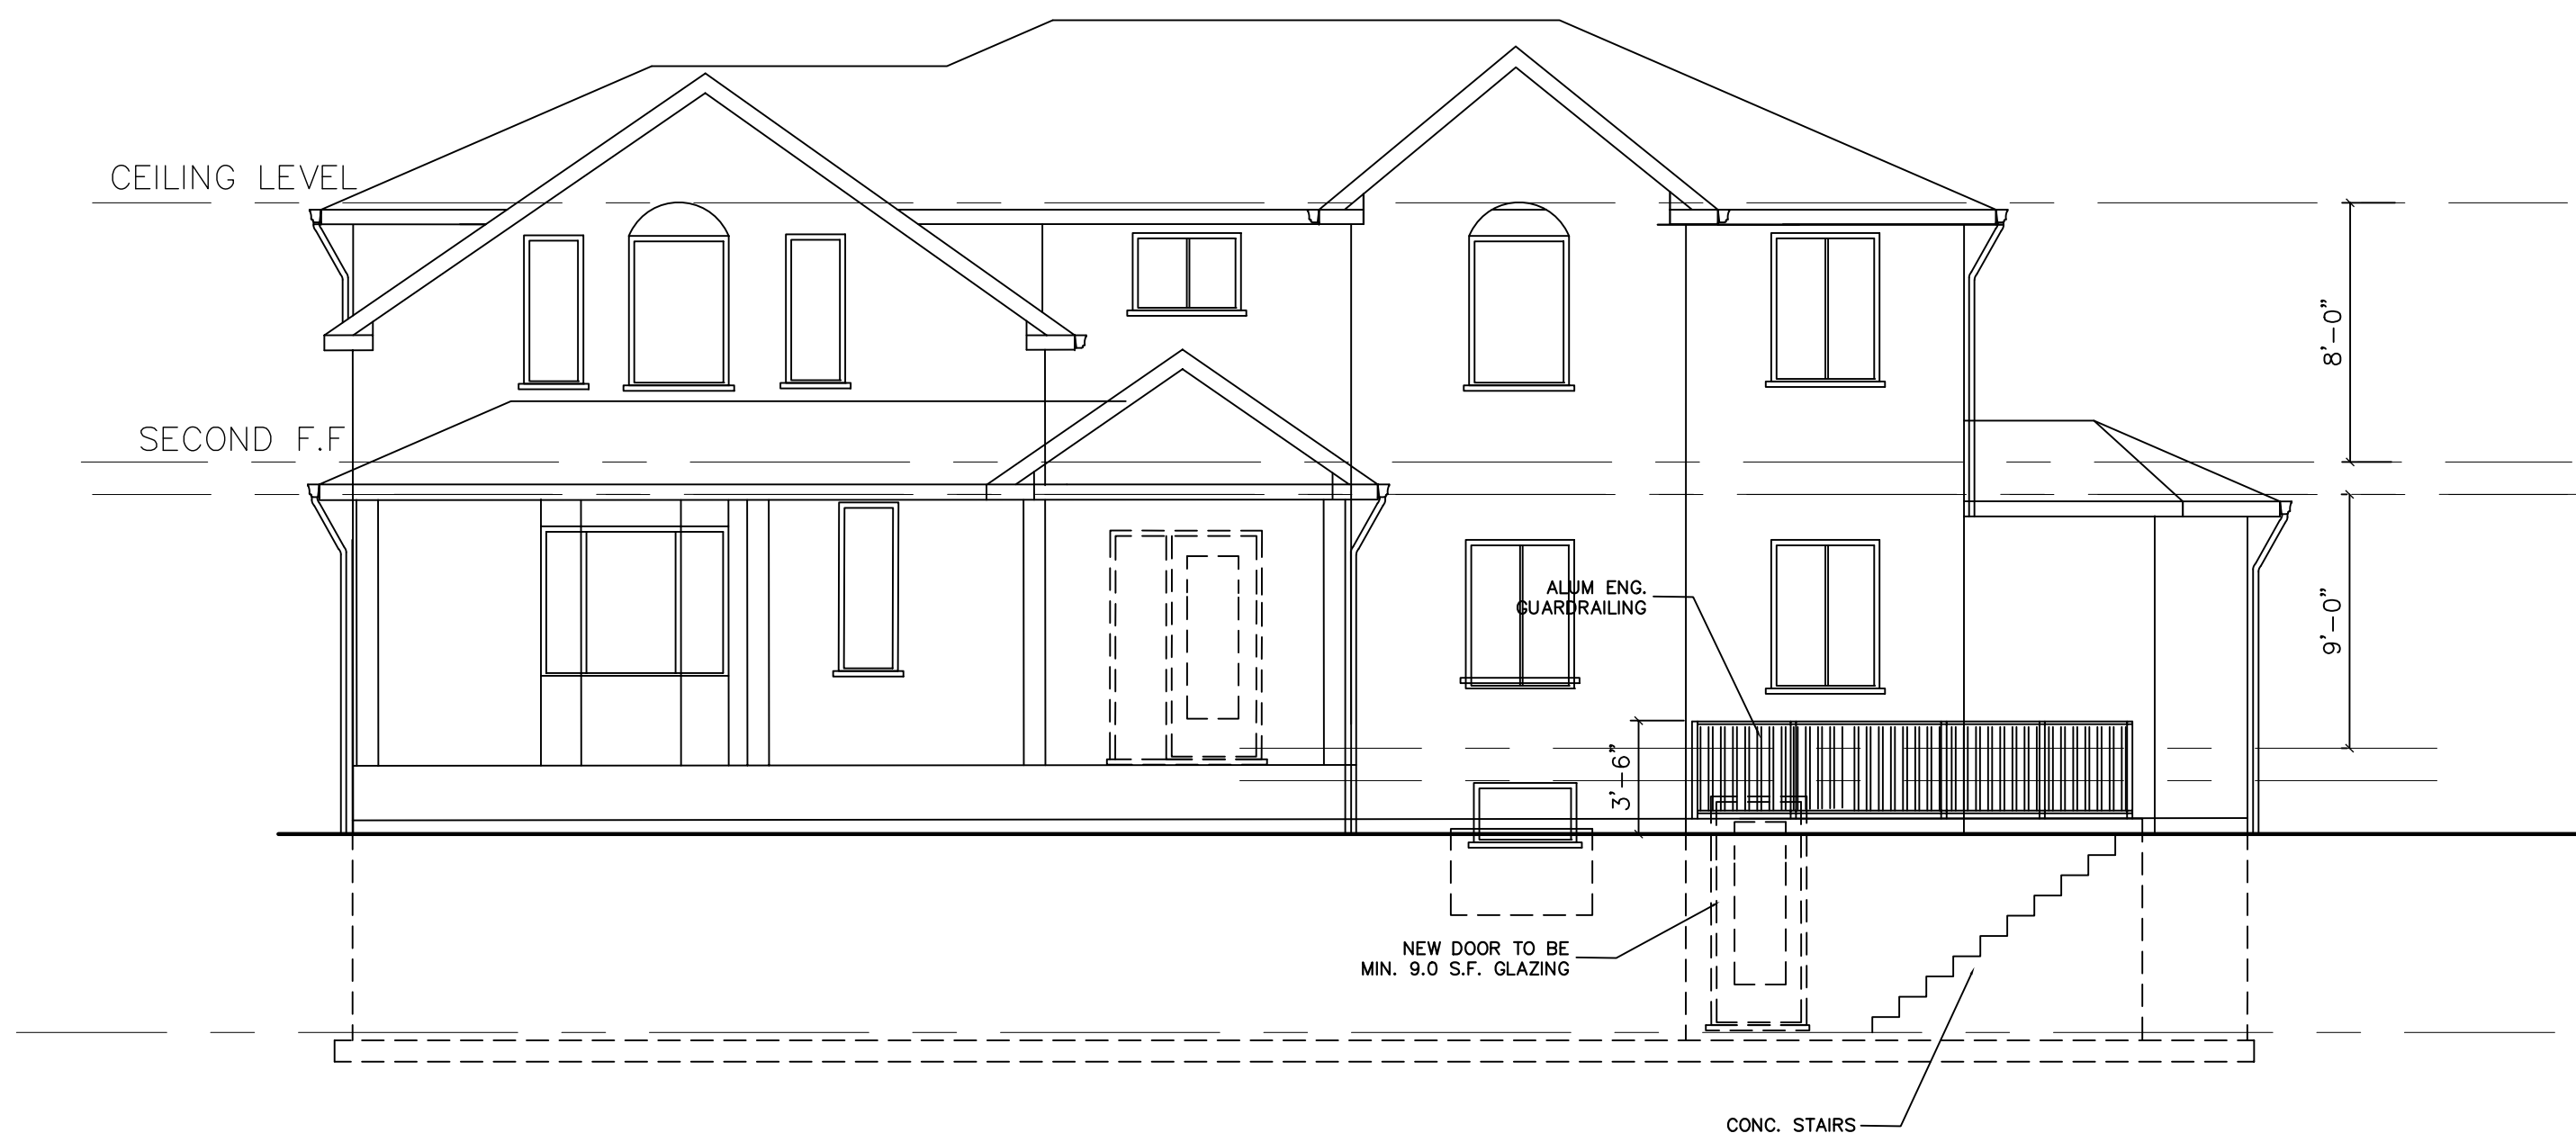 CEILING LEVEL
8'-0"
SECOND F.F
ALUM ENG.
GUARDRAILING
9'-0"
3'-6"
NEW DOOR TO BE
MIN. 9.0 S.F. GLAZING
CONC. STAIRS